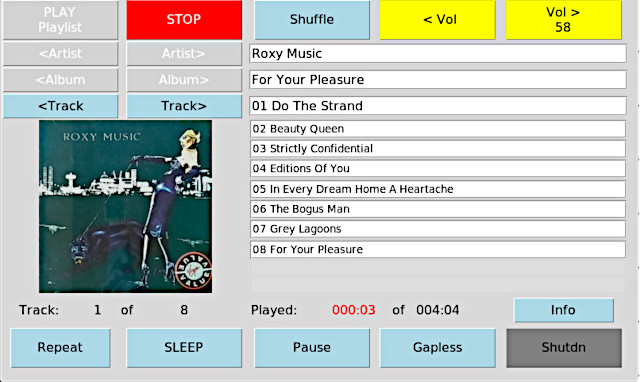 PLAY
Playlist
STOP
Shuffle
< Vol
Vol >
58
<Artist
Artist>
Roxy Music
<Album
Album>
For Your Pleasure
<Track
Track>
01 Do The Strand
ROXY MUSIC
02 Beauty Queen
03 Strictly Confidential
04 Editions Of You
05 In Every Dream Home A Heartache
06 The Bogus Man
07 Grey Lagoons
08 For Your Pleasure
VALUE
Virgin
VALUE
Track: 1 of 8
Played: 000:03 of 004:04
Info
Repeat
SLEEP
Pause
Gapless
Shutdn